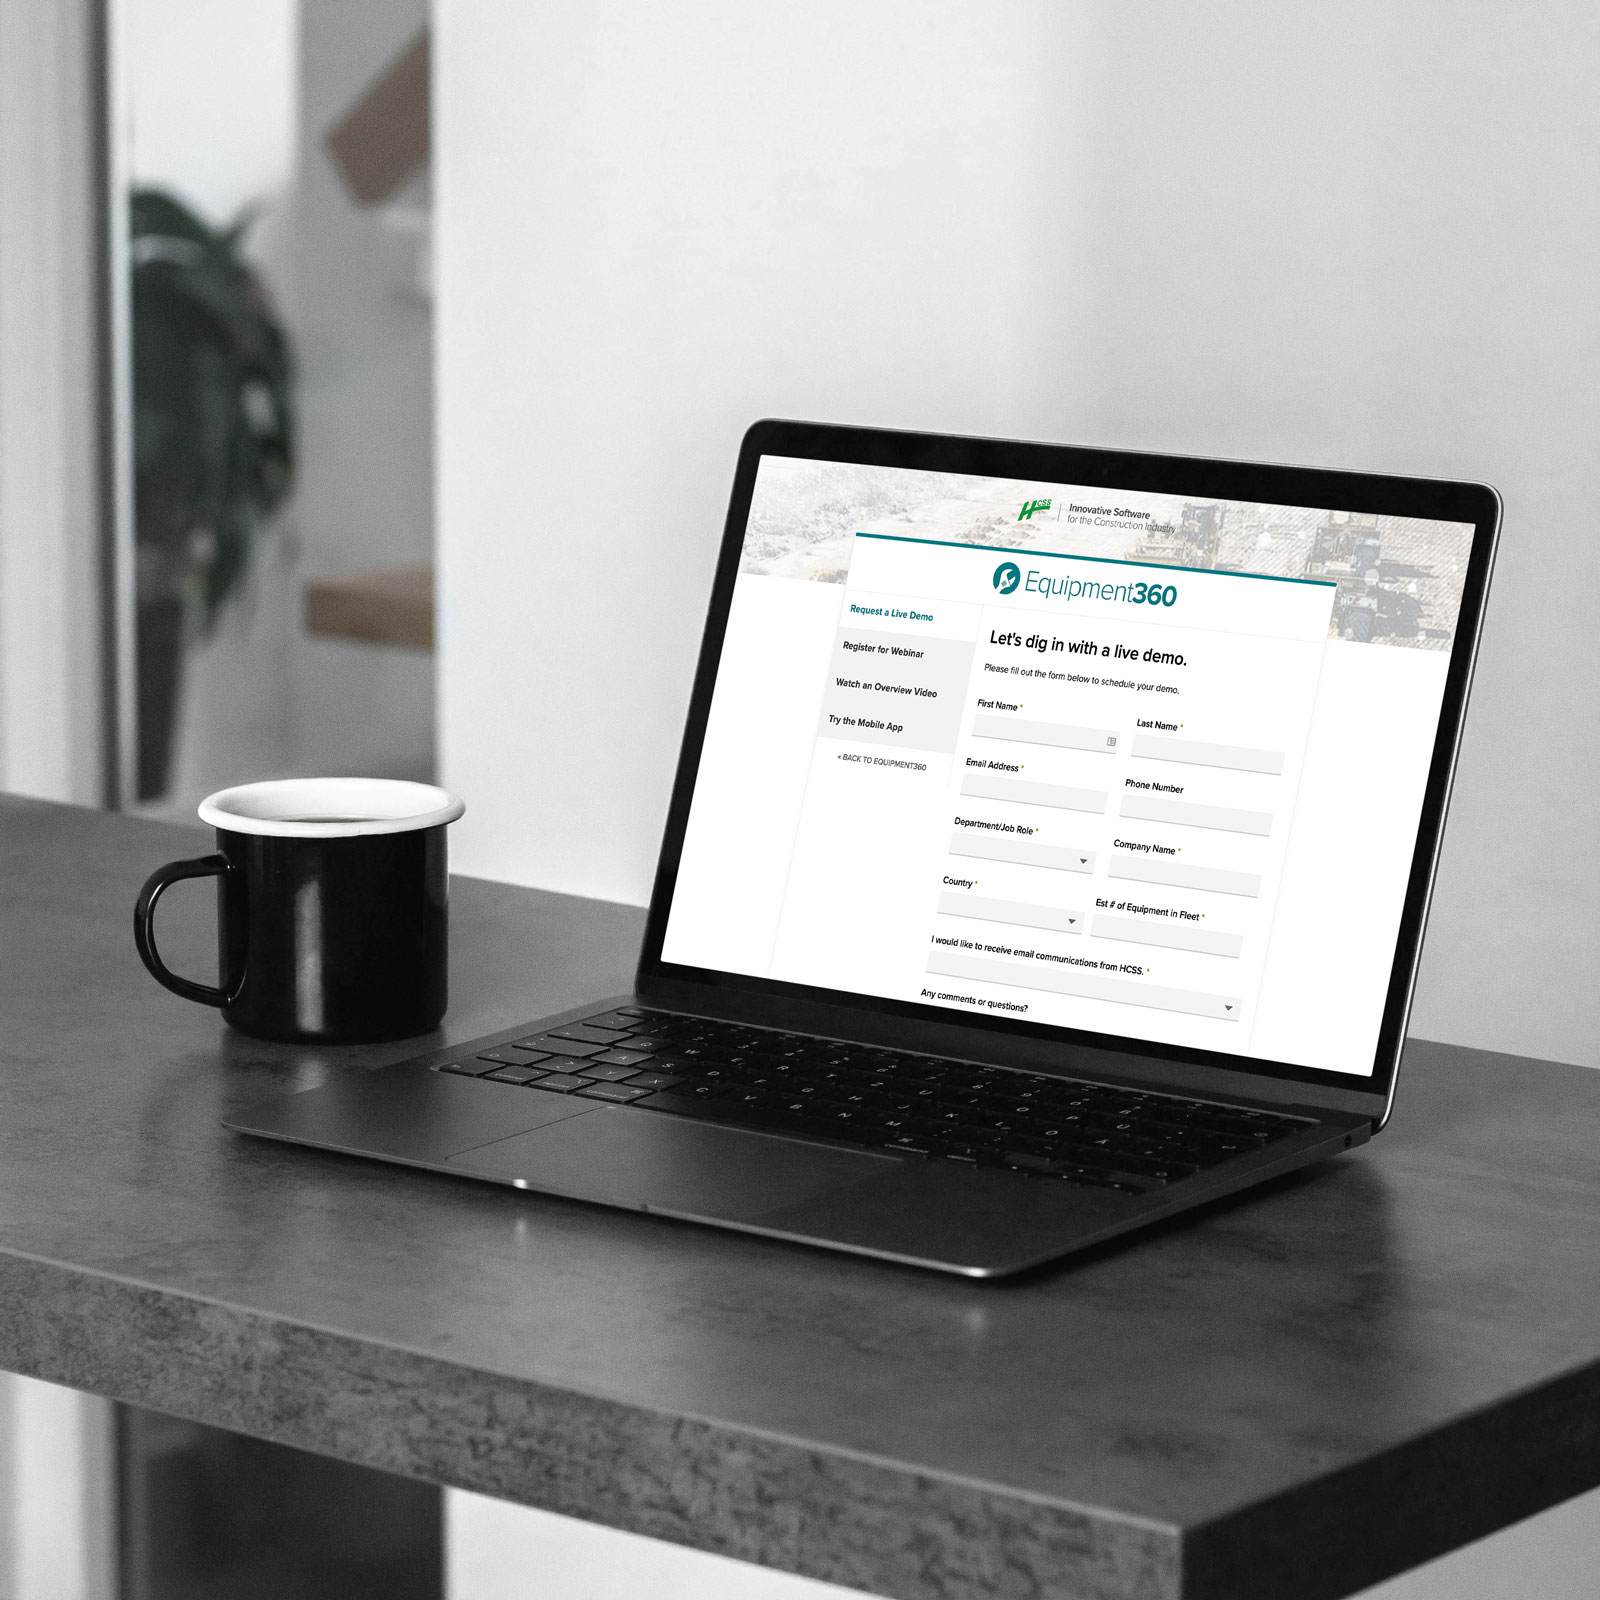 HCSS
Innovative Software
for the Construction Industry
Equipment360
Request a Live Demo
Register for Webinar
Watch an Overview Video
Try the Mobile App
« BACK TO EQUIPMENT360
Let's dig in with a live demo.
Please fill out the form below to schedule your demo.
First Name *
Last Name *
Email Address *
Phone Number
Department/Job Role *
Company Name *
Country *
Est # of Equipment in Fleet *
I would like to receive email communications from HCSS. *
Any comments or questions?